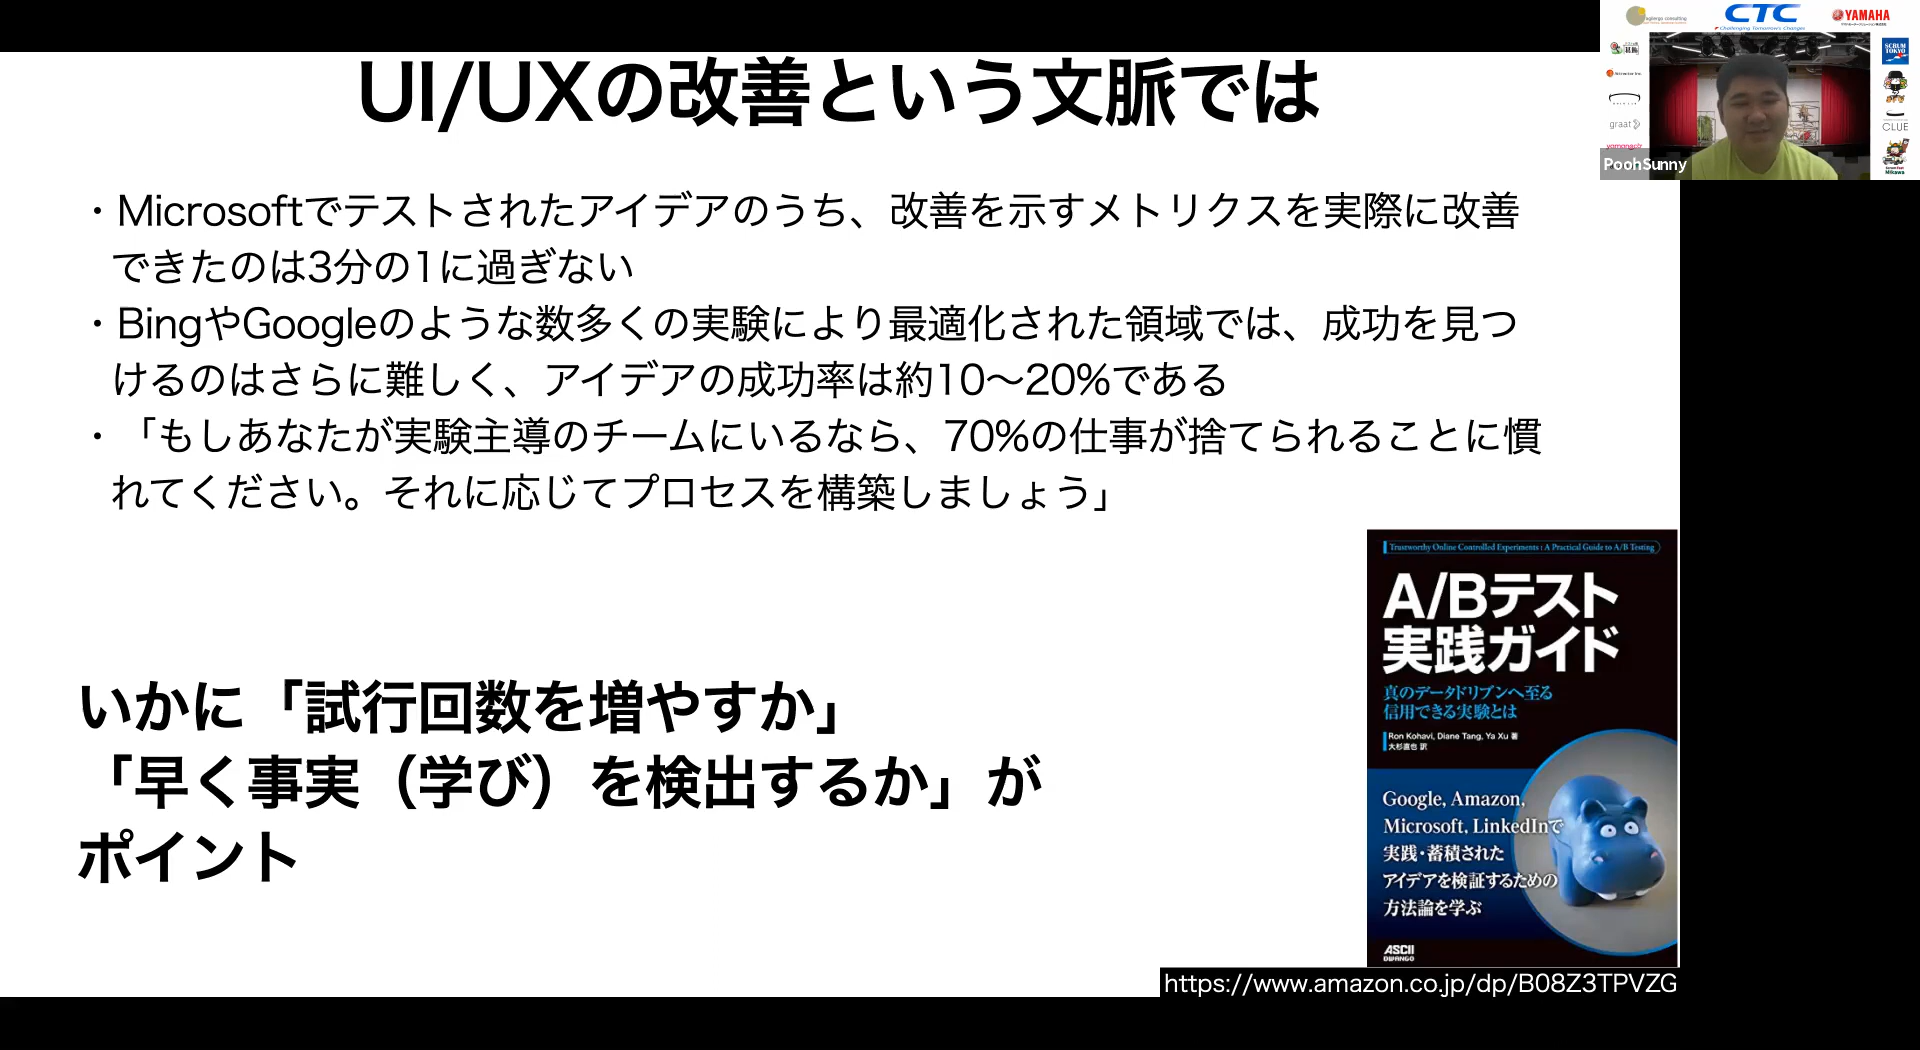 UI/UXの改善という文脈では
・Microsoftでテストされたアイデアのうち、改善を示すメトリクスを実際に改善
できたのは3分の1に過ぎない
・BingやGoogleのような数多くの実験により最適化された領域では、成功を見つ
けるのはさらに難しく、アイデアの成功率は約10〜20%である
・「もしあなたが実験主導のチームにいるなら、70%の仕事が捨てられることに慣
れてください。それに応じてプロセスを構築しましょう」
いかに「試行回数を増やすか」
「早く事実（学び）を検出するか」が
ポイント
Trustworthy Online Controlled Experiments : A Practical Guide to A/B Testing
A/Bテスト
実践ガイド
真のデータドリブンへ至る
信用できる実験とは
Ron Kohavi, Diane Tang, Ya Xu 著
大杉直也 訳
Google, Amazon,
Microsoft, LinkedInで
実践・蓄積された
アイデアを検証するための
方法論を学ぶ
ASCII
DWANGO
https://www.amazon.co.jp/dp/B08Z3TPVZG
CTC
Challenging Tomorrow's Changes
YAMAHA
graat
SCRUM
TOKYO
CLUE
Mikawa
PoohSunny